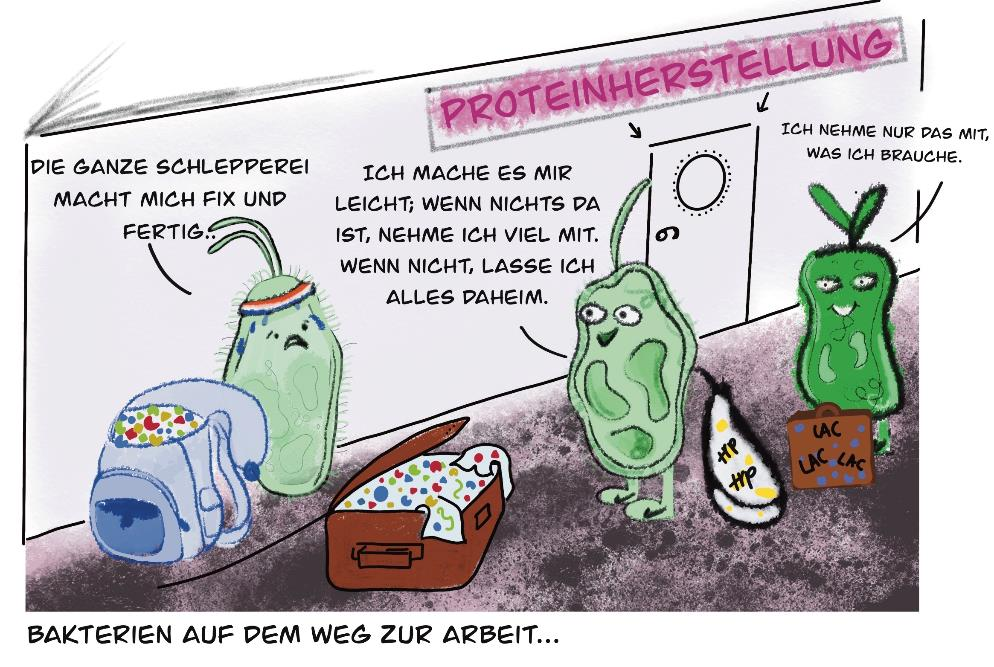 PROTEINHERSTELLUNG
DIE GANZE SCHLEPPEREI
MACHT MICH FIX UND
FERTIG..
ICH MACHE ES MIR
LEICHT; WENN NICHTS DA
IST, NEHME ICH VIEL MIT.
WENN NICHT, LASSE ICH
ALLES DAHEIM.
ICH NEHME NUR DAS MIT,
WAS ICH BRAUCHE.
LAC
LAC LAC
BAKTERIEN AUF DEM WEG ZUR ARBEIT...